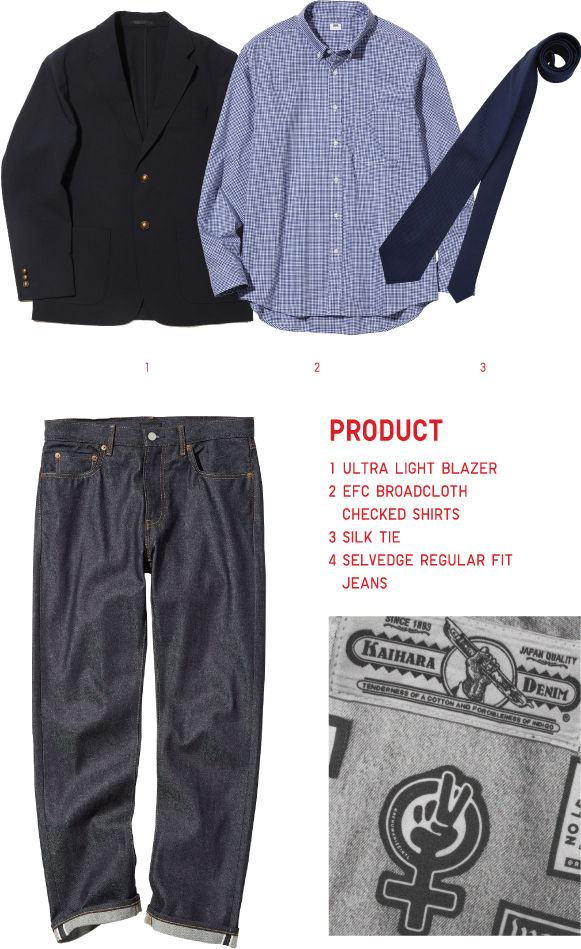 1
2
3
PRODUCT
1 ULTRA LIGHT BLAZER
2 EFC BROADCLOTH
CHECKED SHIRTS
3 SILK TIE
4 SELVEDGE REGULAR FIT
JEANS
SINCE 1893
JAPAN QUALITY
KAIHARA
DENIM
TENDERNESS OF A COTTON AND FORCIBLENESS OF INDIGO
®
NO L